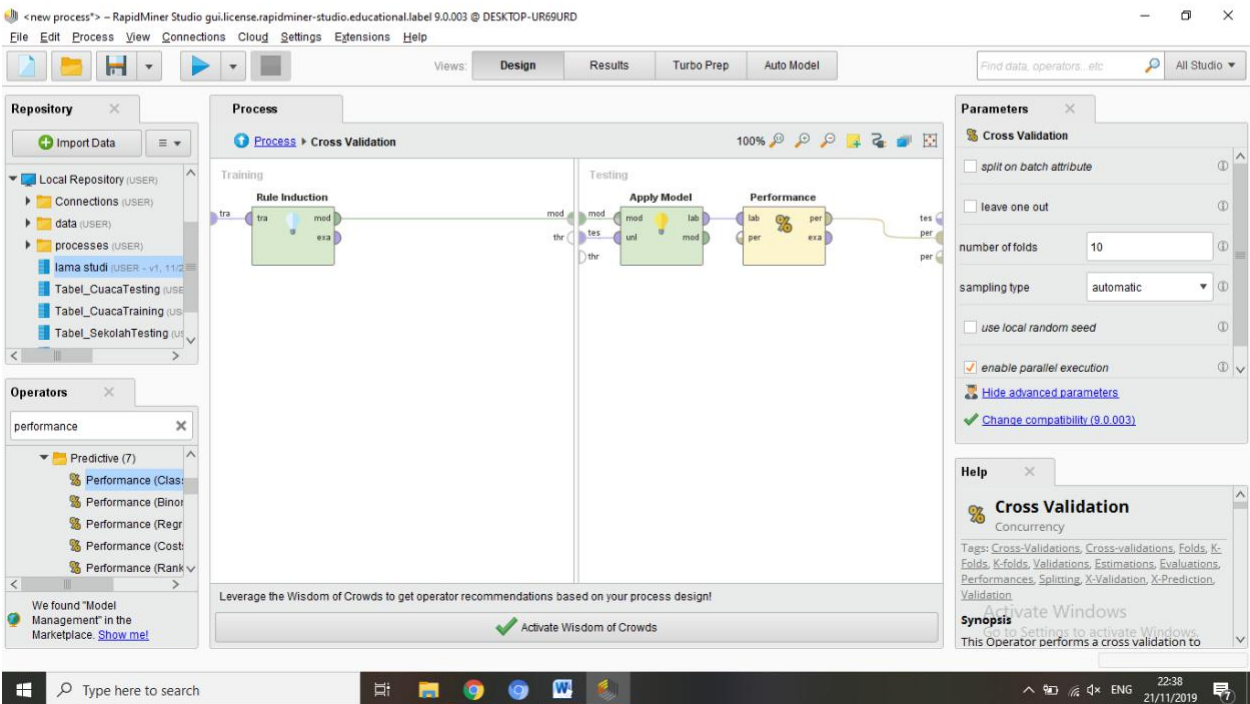 <new process*> – RapidMiner Studio gui.license.rapidminer-studio.educational.label 9.0.003 @ DESKTOP-UR69URD
File Edit Process View Connections Cloud Settings Extensions Help
Views: Design Results Turbo Prep Auto Model
Find data, operators...etc All Studio
Repository
Import Data
Local Repository (USER)
Connections (USER)
data (USER)
processes (USER)
lama studi (USER - v1, 11/2
Tabel_CuacaTesting (USE
Tabel_CuacaTraining (US
Tabel_SekolahTesting (US
Operators
performance
Predictive (7)
Performance (Clas
Performance (Binor
Performance (Regr
Performance (Cost
Performance (Rank
We found "Model
Management" in the
Marketplace. Show me!
Process
Process Cross Validation
100%
Training
Rule Induction
tra tra mod mod
exa thr
Testing
Apply Model Performance
mod mod lab lab per tes
tes unl mod per exa per
thr per
Leverage the Wisdom of Crowds to get operator recommendations based on your process design!
Activate Wisdom of Crowds
Parameters
Cross Validation
split on batch attribute
leave one out
number of folds 10
sampling type automatic
use local random seed
enable parallel execution
Hide advanced parameters
Change compatibility (9.0.003)
Help
Cross Validation
Concurrency
Tags: Cross-Validations, Cross-validations, Folds, K-
Folds, K-folds, Validations, Estimations, Evaluations,
Performances, Splitting, X-Validation, X-Prediction,
Validation
Activate Windows
Go to Settings to activate Windows.
Synopsis
This Operator performs a cross validation to
Type here to search
ENG
22:38
21/11/2019
7